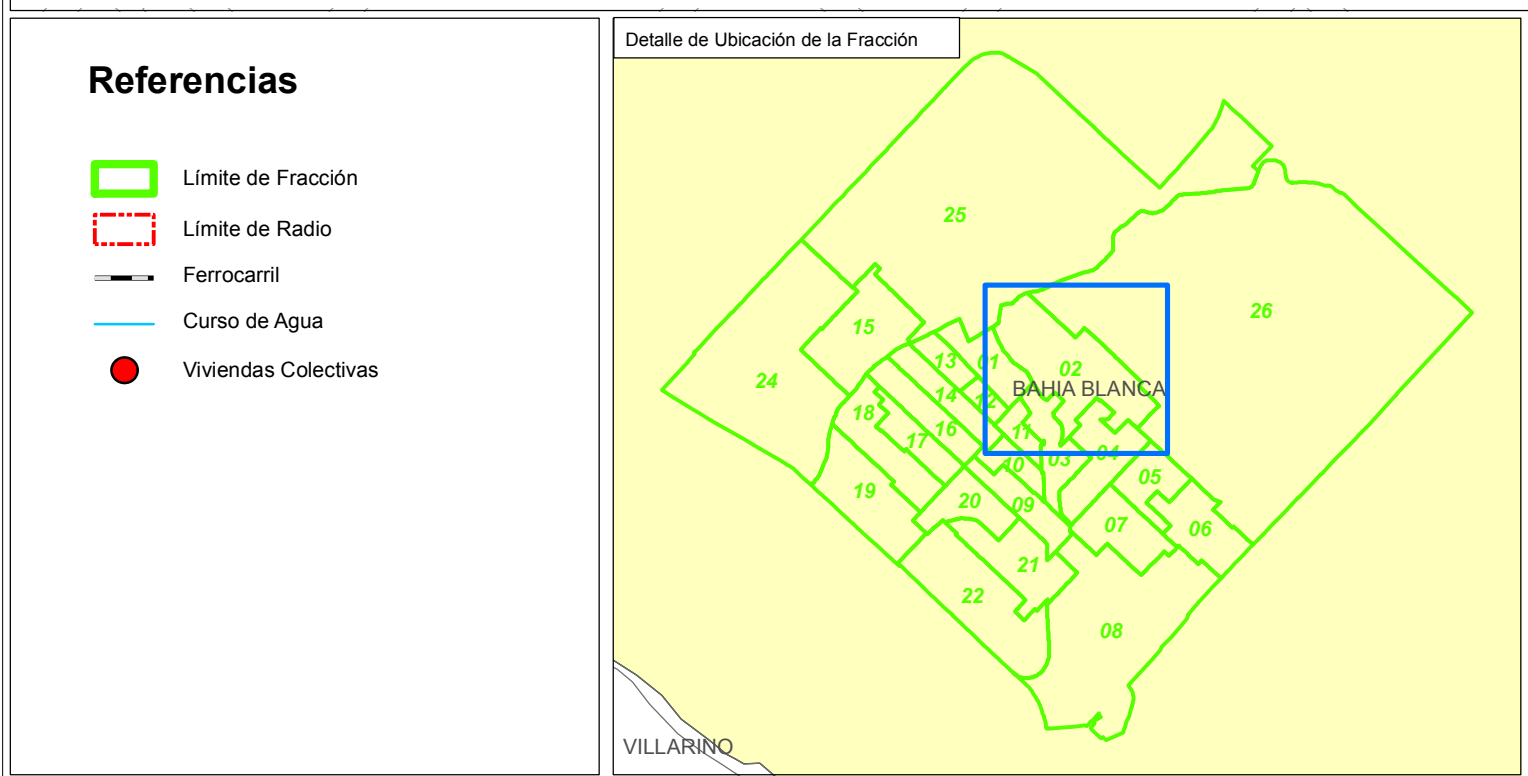 Referencias
Límite de Fracción
Límite de Radio
Ferrocarril
Curso de Agua
Viviendas Colectivas
Detalle de Ubicación de la Fracción
25
26
15
13
01
02
24
BAHIA BLANCA
14
12
18
16
11
17
10
03
04
19
05
20
09
07
06
21
22
08
VILLARINO